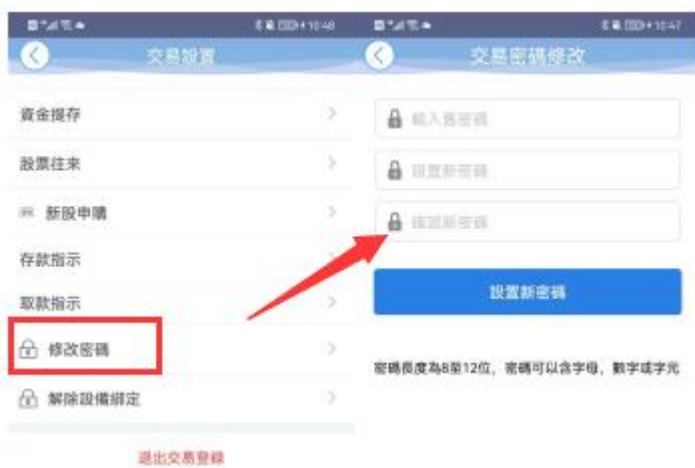 10:48
交易設置
資金提存
股票往來
新股申購
存款指示
取款指示
修改密碼
解除設備綁定
退出交易登錄
10:47
交易密碼修改
輸入舊密碼
設置新密碼
確認新密碼
設置新密碼
密碼長度為8至12位，密碼可以含字母，數字或字元